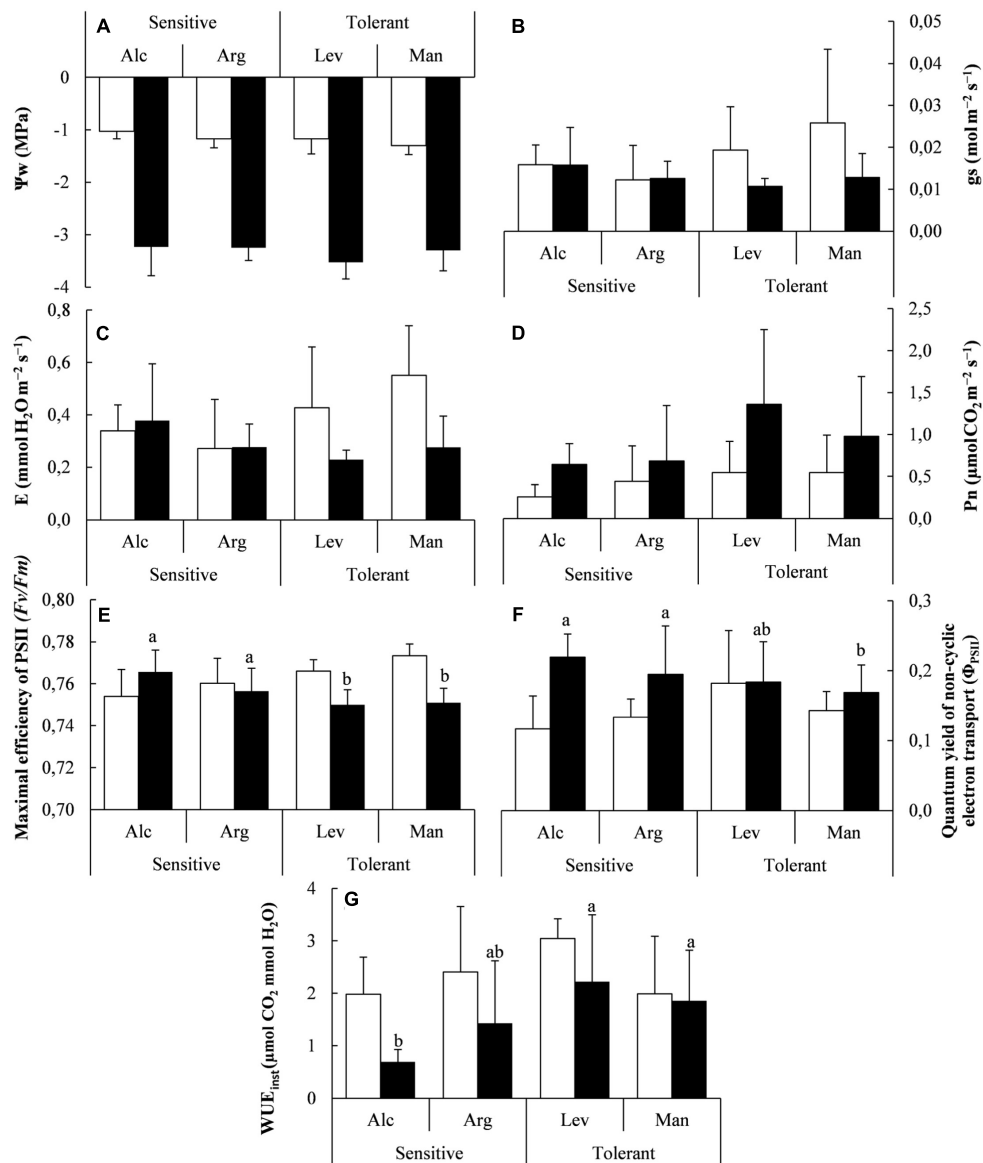 A
Sensitive
Tolerant
Alc
Arg
Lev
Man
0
-1
-2
-3
-4
Ψw (MPa)
B
0,05
0,04
0,03
0,02
0,01
0,00
gs (mol m−2 s−1)
Alc
Arg
Lev
Man
Sensitive
Tolerant
C
0,8
0,6
0,4
0,2
0,0
E (mmol H2O m−2 s−1)
Alc
Arg
Lev
Man
Sensitive
Tolerant
D
2,5
2,0
1,5
1,0
0,5
0,0
Pn (µmol CO2 m−2 s−1)
Alc
Arg
Lev
Man
Sensitive
Tolerant
E
0,80
0,78
0,76
0,74
0,72
0,70
Maximal efficiency of PSII (Fv/Fm)
a
a
b
b
Alc
Arg
Lev
Man
Sensitive
Tolerant
F
0,3
0,2
0,1
0,0
Quantum yield of non-cyclic
electron transport (ΦPSII)
a
a
ab
b
Alc
Arg
Lev
Man
Sensitive
Tolerant
G
4
3
2
1
0
WUEinst (µmol CO2 mmol H2O)
b
ab
a
a
Alc
Arg
Lev
Man
Sensitive
Tolerant